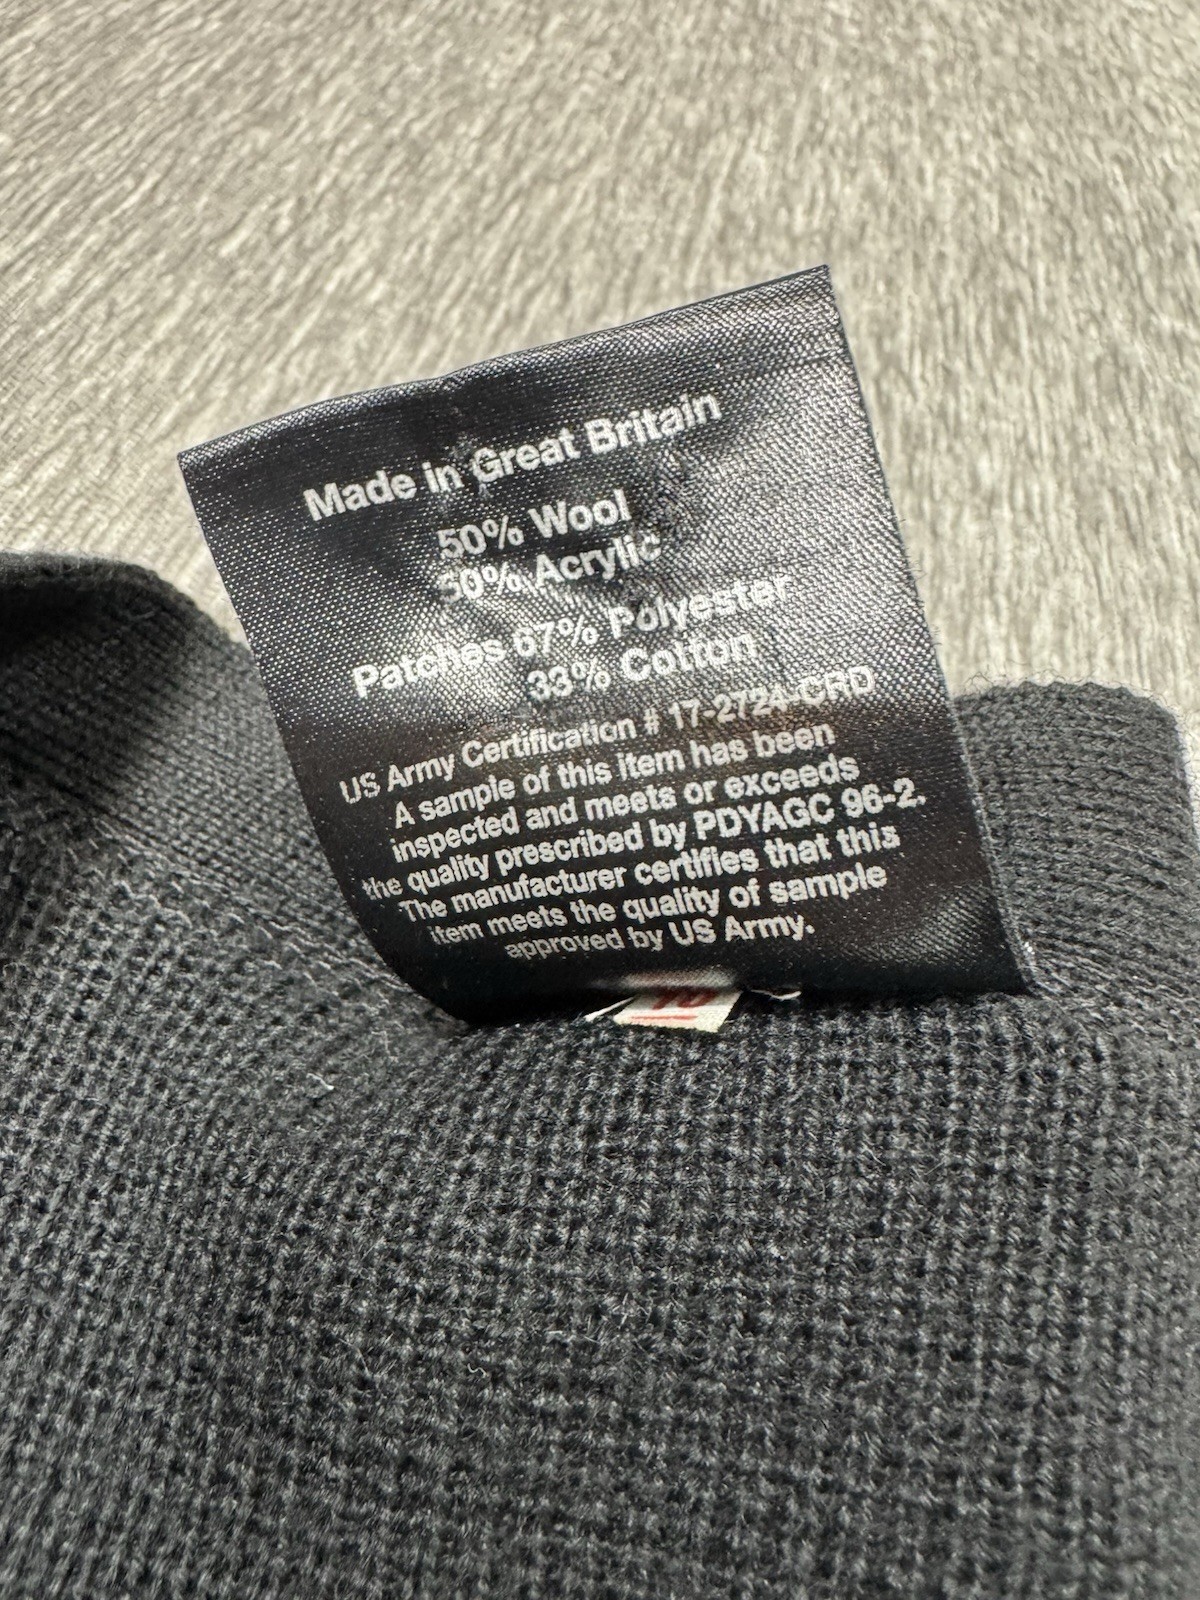 Made in Great Britain
50% Wool
50% Acrylic
Patches 67% Polyester
33% Cotton
US Army Certification # 17-2724-CRD
A sample of this item has been
inspected and meets or exceeds
the quality prescribed by PDYAGC 96-2.
The manufacturer certifies that this
item meets the quality of sample
approved by US Army.